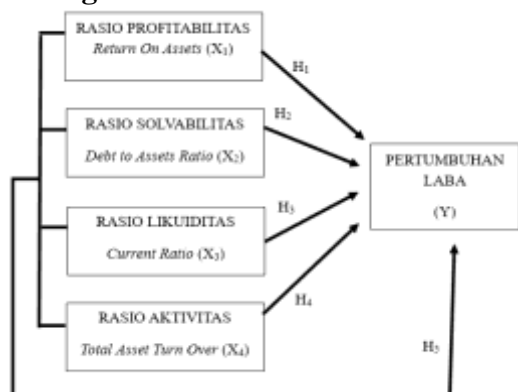 RASIO PROFITABILITAS
Return On Assets (X₁)
H₁
RASIO SOLVABILITAS
Debt to Assets Ratio (X₂)
H₂
PERTUMBUHAN
LABA
(Y)
RASIO LIKUIDITAS
Current Ratio (X₃)
H₃
RASIO AKTIVITAS
Total Asset Turn Over (X₄)
H₄
H₅